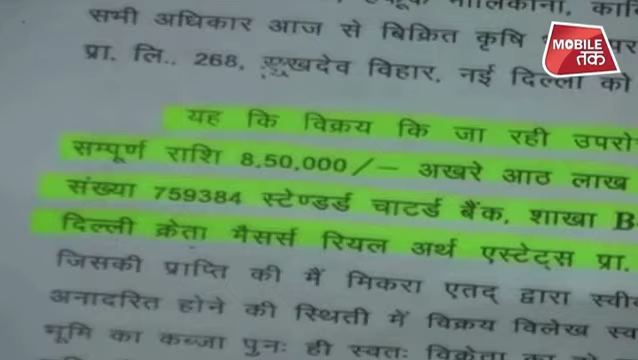 सभी अधिकार आज से बिक्रित कृषि
प्रा. लि.. 268, सुखदेव विहार, नई दिल्ली को
यह कि विक्रय कि जा रही
सम्पूर्ण राशि 8,50,000/— अखरे आठ लाख
संख्या 759384 स्टेण्डर्ड चाटर्ड बैंक, शाखा B
दिल्ली क्रेता मैसर्स रियल अर्थ एस्टेट्स प्रा.
जिसकी प्राप्ति की मैं मिकरा एतद् द्वारा
अनादरित होने की स्थिती में विक्रय विलेख
भूमि का कब्जा पुनः ही स्वतः विक्रेता
MOBILE
तक